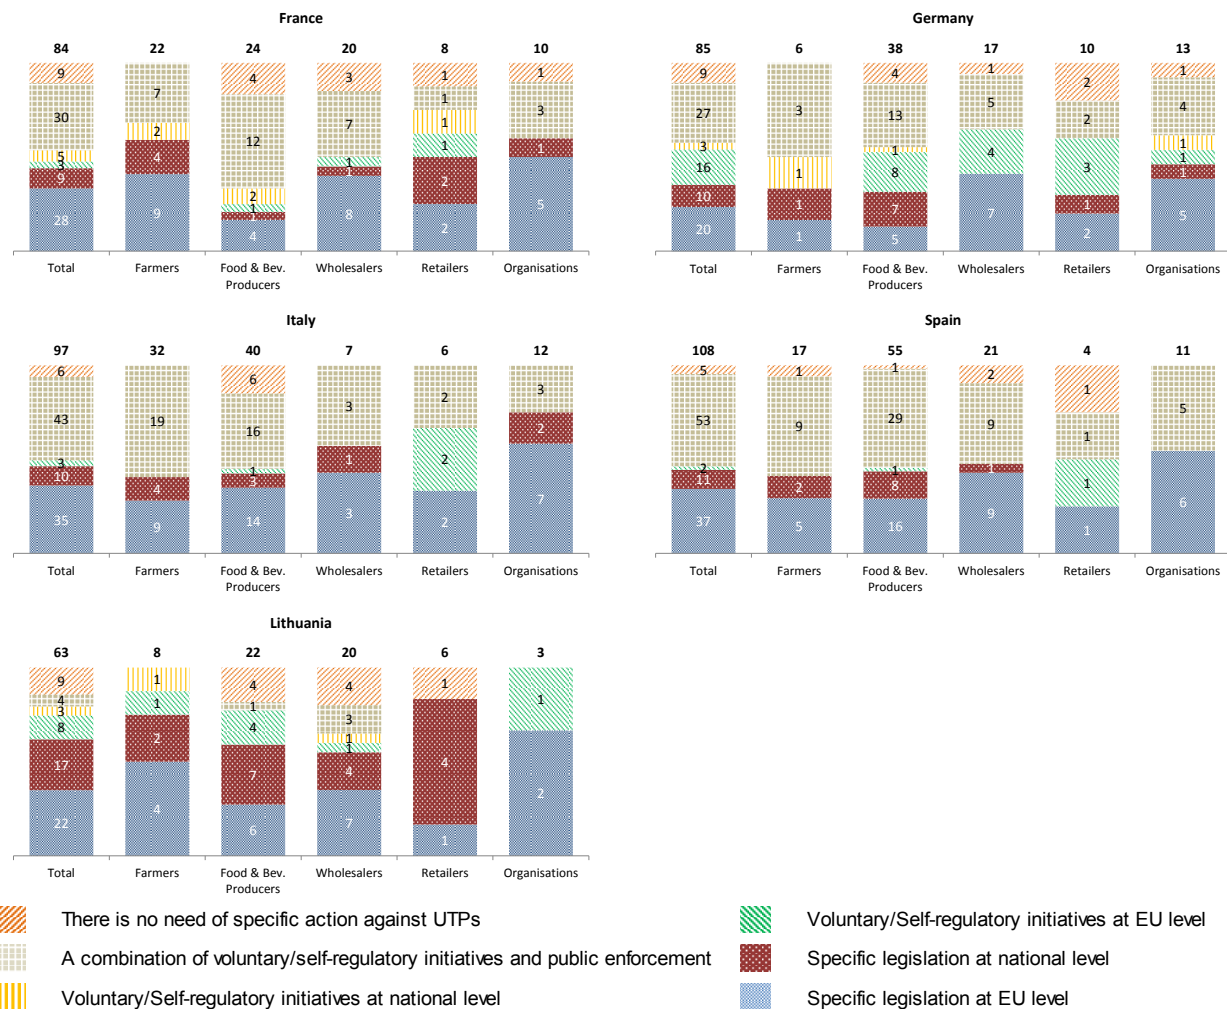 France
84 22 24 20 8 10
9 4 3 1 1
30 7 12 7 1 3
5 2 2 1
3 1 1 1
9 4 1 1 2 1
28 9 4 8 2 5
Total Farmers Food & Bev. Wholesalers Retailers Organisations
Producers
Germany
85 6 38 17 10 13
9 4 1 2 1
27 3 13 5 2 4
3 1 1 1
16 8 4 3 1
10 1 7 1 1
20 1 5 7 2 5
Total Farmers Food & Bev. Wholesalers Retailers Organisations
Producers
Italy
97 32 40 7 6 12
6 6
43 19 16 3 2 3
3 1 2
10 4 3 1 2
35 9 14 3 2 7
Total Farmers Food & Bev. Wholesalers Retailers Organisations
Producers
Spain
108 17 55 21 4 11
5 1 1 2 1
53 9 29 9 1 5
2 1 1
11 2 8 1
37 5 16 9 1 6
Total Farmers Food & Bev. Wholesalers Retailers Organisations
Producers
Lithuania
63 8 22 20 6 3
9 4 4 1
4 1 3
3 1 1
8 1 4 1 1
17 2 7 4 4
22 4 6 7 1 2
Total Farmers Food & Bev. Wholesalers Retailers Organisations
Producers
There is no need of specific action against UTPs
A combination of voluntary/self-regulatory initiatives and public enforcement
Voluntary/Self-regulatory initiatives at national level
Voluntary/Self-regulatory initiatives at EU level
Specific legislation at national level
Specific legislation at EU level